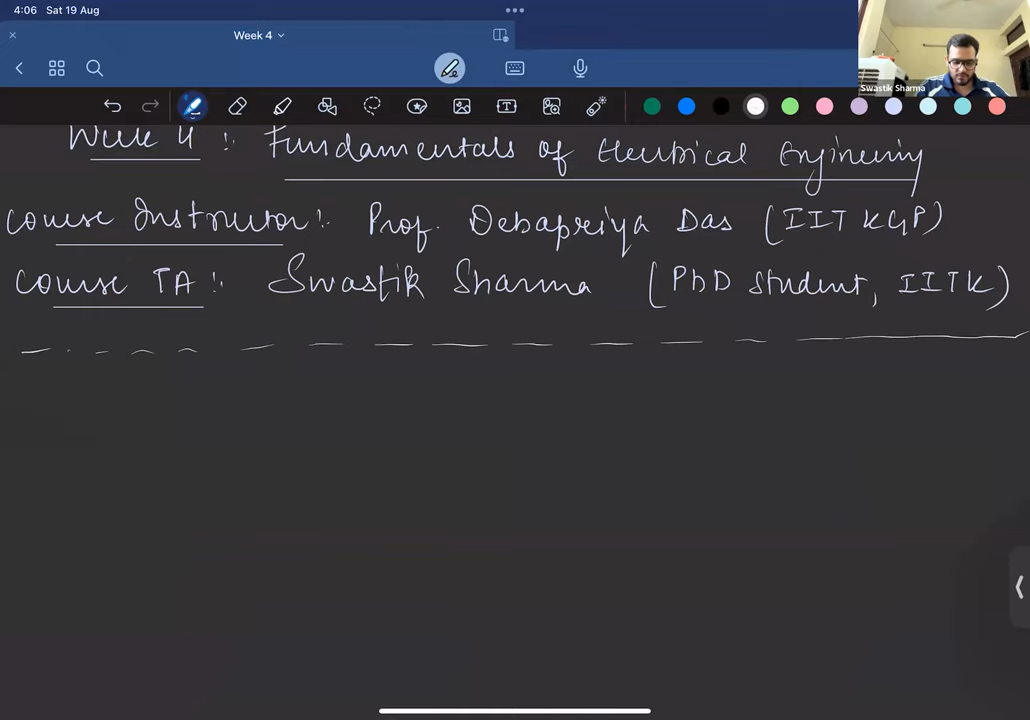 4:06 Sat 19 Aug
Week 4
Swastik Sharma
Week 4 : Fundamentals of Electrical Engineering
Course Instructor : Prof. Debapriya Das (IIT KGP)
Course TA : Swastik Sharma (PhD Student, IITK)